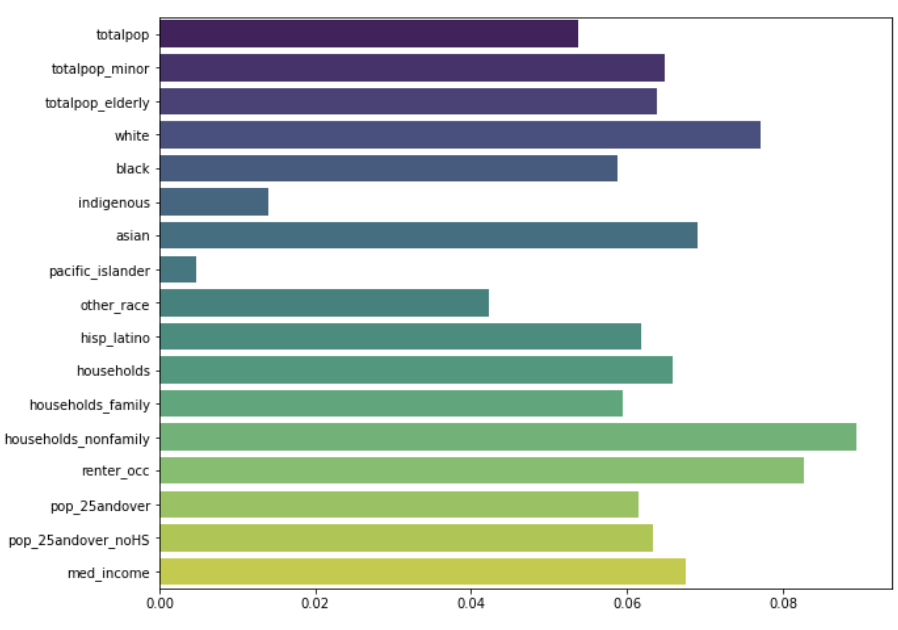 totalpop
totalpop_minor
totalpop_elderly
white
black
indigenous
asian
pacific_islander
other_race
hisp_latino
households
households_family
households_nonfamily
renter_occ
pop_25andover
pop_25andover_noHS
med_income
0.00 0.02 0.04 0.06 0.08